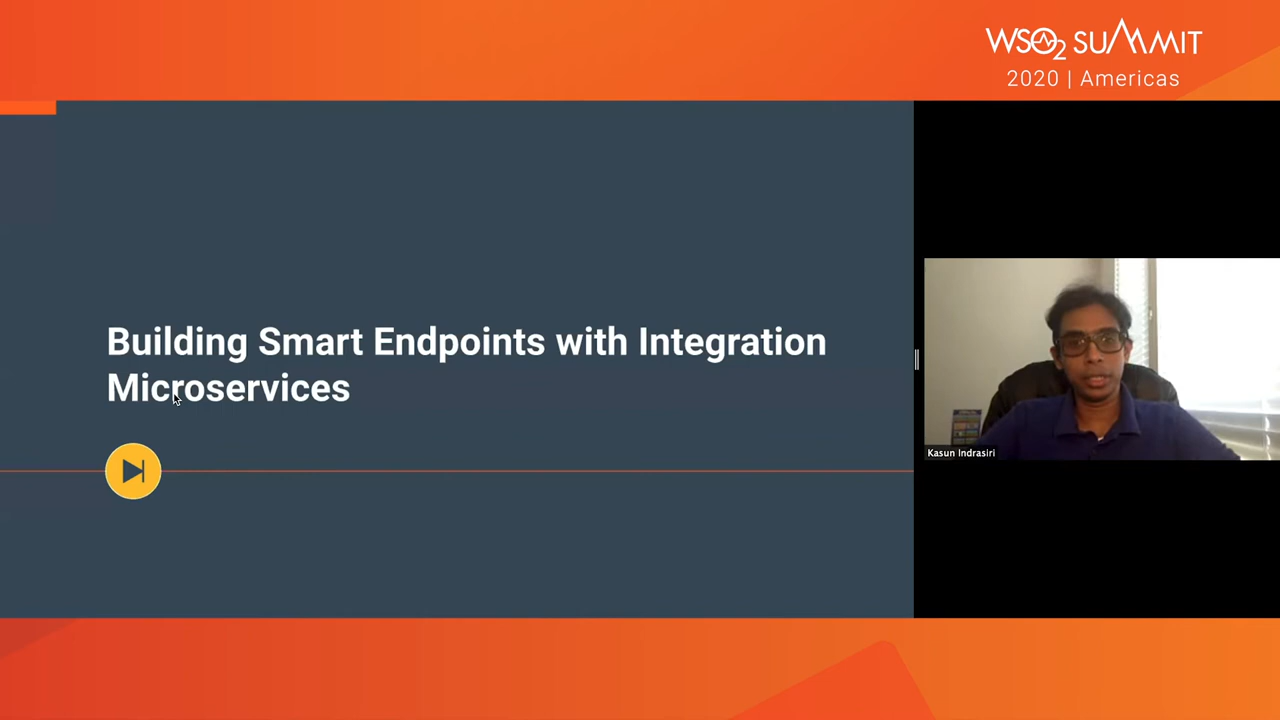 WSO2 SUMMIT
2020 | Americas
Building Smart Endpoints with Integration
Microservices
Kasun Indrasiri